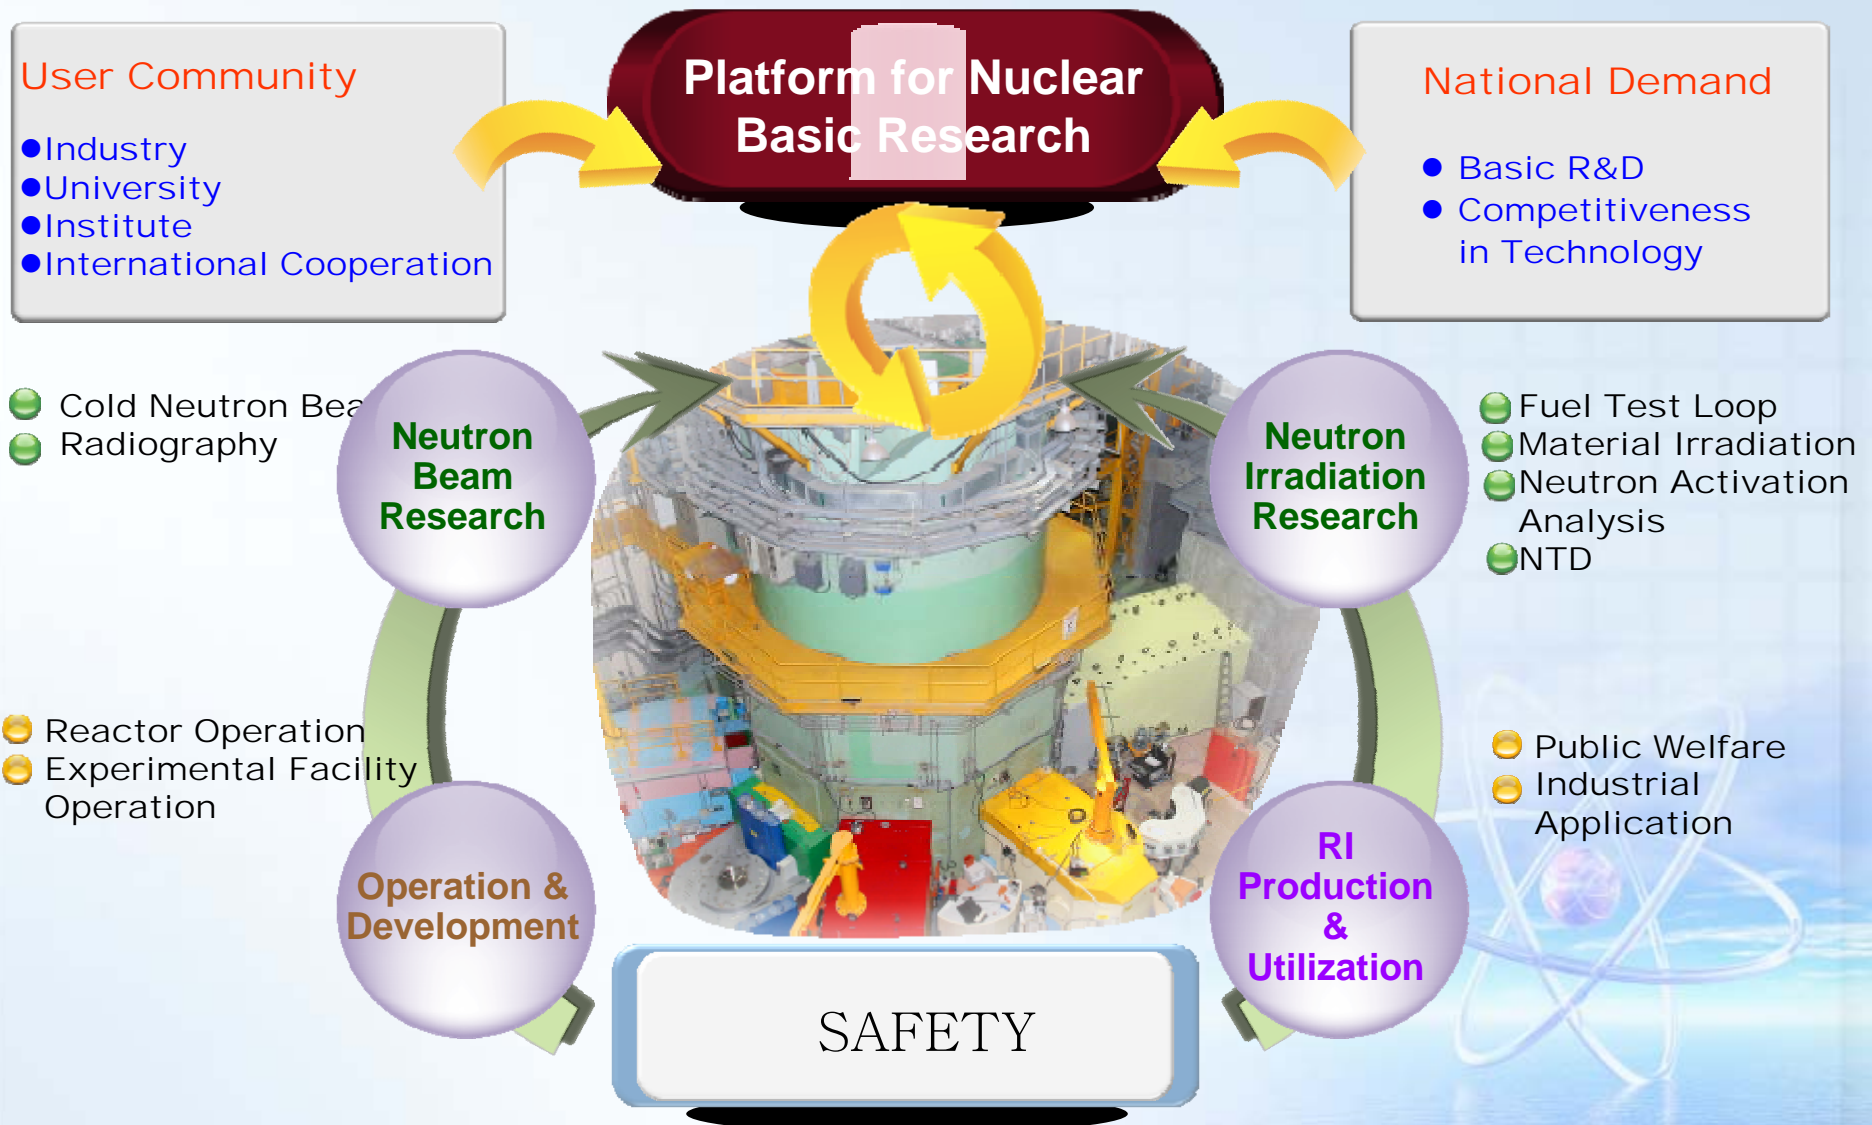 Platform for Nuclear
Basic Research
User Community
●Industry
●University
●Institute
●International Cooperation
National Demand
● Basic R&D
● Competitiveness
in Technology
Cold Neutron Bea
Radiography
Neutron
Beam
Research
Neutron
Irradiation
Research
Fuel Test Loop
Material Irradiation
Neutron Activation
Analysis
NTD
Reactor Operation
Experimental Facility
Operation
Operation &
Development
Public Welfare
Industrial
Application
RI
Production
&
Utilization
SAFETY